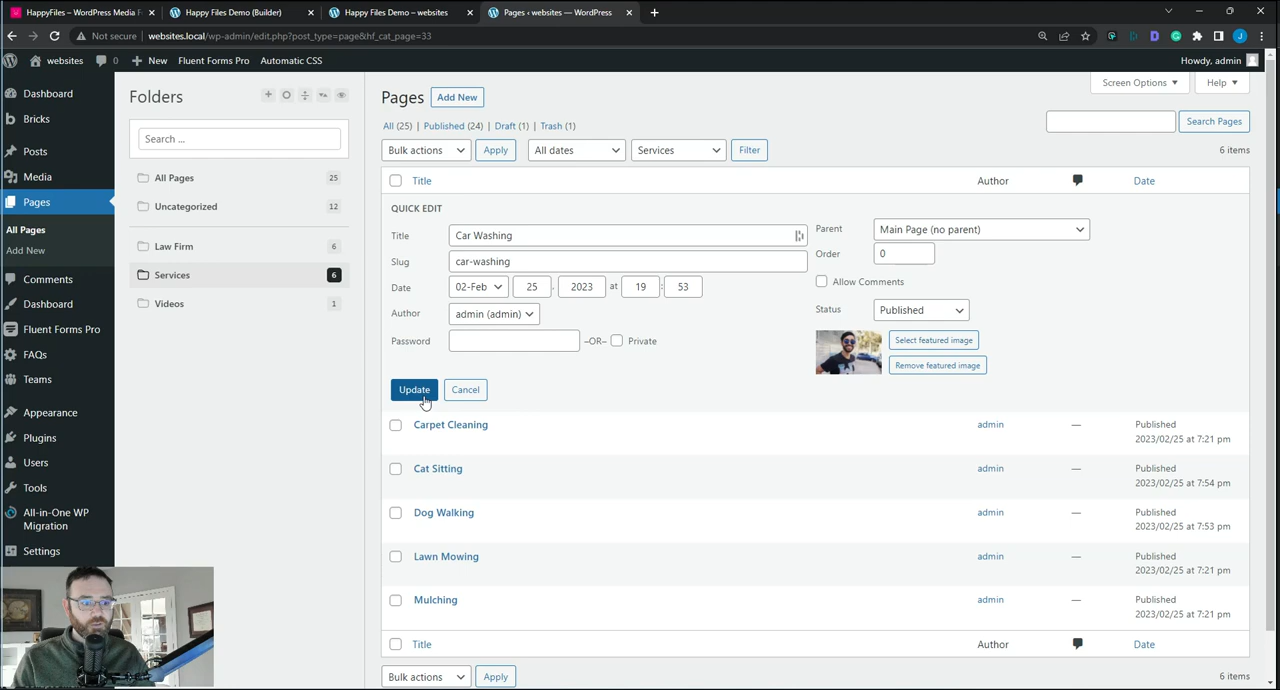 HappyFiles – WordPress Media F
Happy Files Demo (Builder)
Happy Files Demo – websites
Pages ‹ websites — WordPress
Not secure
websites.local/wp-admin/edit.php?post_type=page&hf_cat_page=33
websites
0
New
Fluent Forms Pro
Automatic CSS
Howdy, admin
Dashboard
Bricks
Posts
Media
Pages
All Pages
Add New
Comments
Dashboard
Fluent Forms Pro
FAQs
Teams
Appearance
Plugins
Users
Tools
All-in-One WP
Migration
Settings
Folders
Search ...
All Pages 25
Uncategorized 12
Law Firm 6
Services 6
Videos 1
Screen Options
Help
Pages
Add New
All (25) | Published (24) | Draft (1) | Trash (1)
Search Pages
Bulk actions
Apply
All dates
Services
Filter
6 items
Title
Author
Date
QUICK EDIT
Title
Car Washing
Slug
car-washing
Date
02-Feb
25
,
2023
at
19
:
53
Author
admin (admin)
Password
–OR–
Private
Parent
Main Page (no parent)
Order
0
Allow Comments
Status
Published
Select featured image
Remove featured image
Update
Cancel
Carpet Cleaning
admin
—
Published
2023/02/25 at 7:21 pm
Cat Sitting
admin
—
Published
2023/02/25 at 7:54 pm
Dog Walking
admin
—
Published
2023/02/25 at 7:53 pm
Lawn Mowing
admin
—
Published
2023/02/25 at 7:21 pm
Mulching
admin
—
Published
2023/02/25 at 7:21 pm
Title
Author
Date
Bulk actions
Apply
6 items